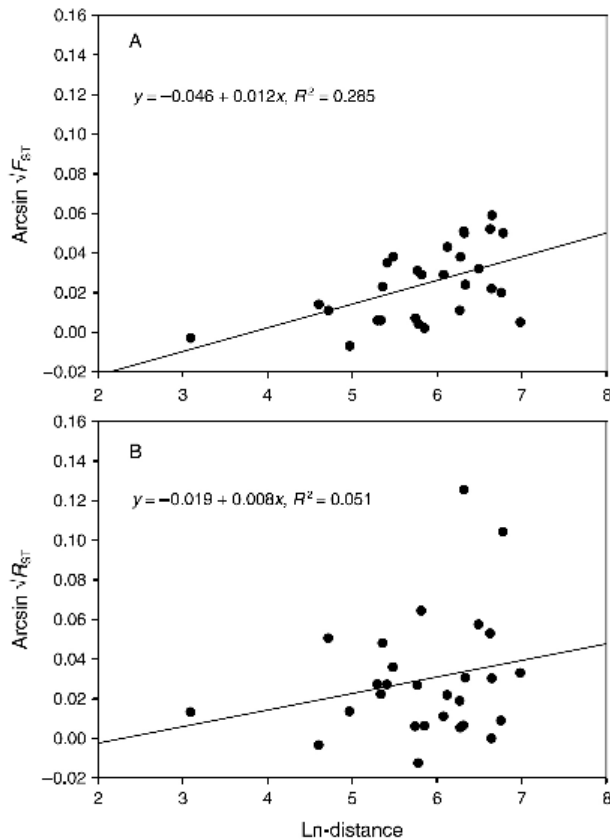 0.16
A
0.14
y = −0.046 + 0.012x, R² = 0.285
0.12
0.10
0.08
0.06
0.04
0.02
0.00
−0.02
Arcsin √F_ST
2 3 4 5 6 7 8
0.16
B
0.14
y = −0.019 + 0.008x, R² = 0.051
0.12
0.10
0.08
0.06
0.04
0.02
0.00
−0.02
Arcsin √R_ST
2 3 4 5 6 7 8
Ln-distance